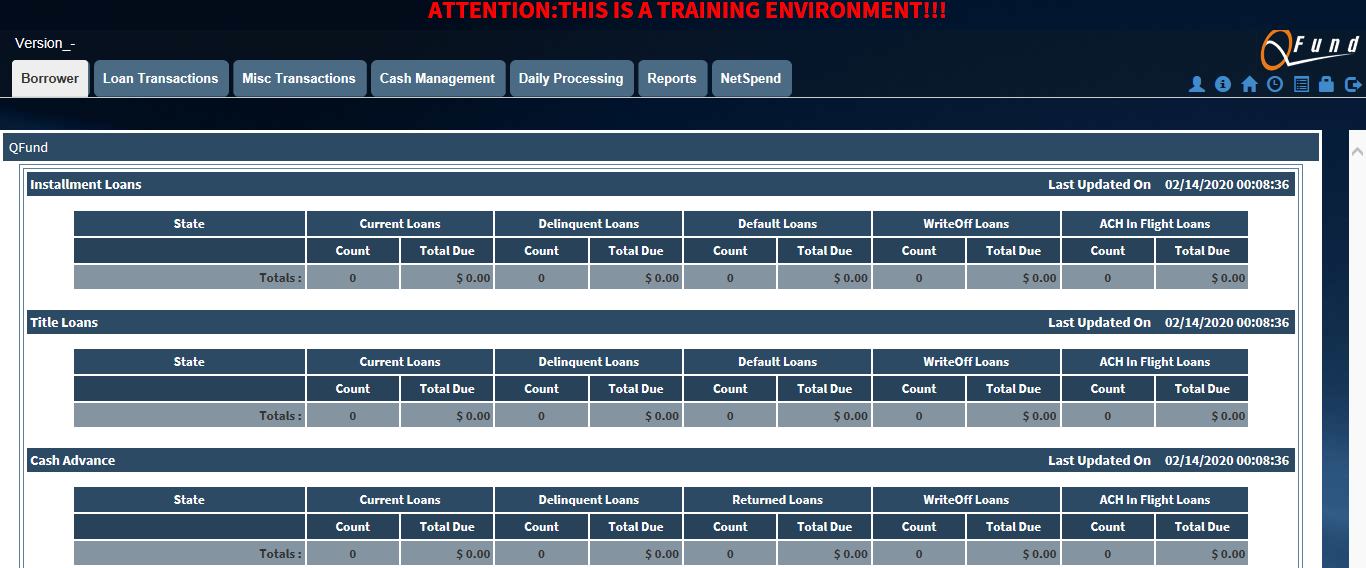 ATTENTION:THIS IS A TRAINING ENVIRONMENT!!!
Version_-
QFund
Borrower Loan Transactions Misc Transactions Cash Management Daily Processing Reports NetSpend
QFund
Installment Loans Last Updated On 02/14/2020 00:08:36
State Current Loans Delinquent Loans Default Loans WriteOff Loans ACH In Flight Loans
Count Total Due Count Total Due Count Total Due Count Total Due Count Total Due
Totals : 0 $ 0.00 0 $ 0.00 0 $ 0.00 0 $ 0.00 0 $ 0.00
Title Loans Last Updated On 02/14/2020 00:08:36
State Current Loans Delinquent Loans Default Loans WriteOff Loans ACH In Flight Loans
Count Total Due Count Total Due Count Total Due Count Total Due Count Total Due
Totals : 0 $ 0.00 0 $ 0.00 0 $ 0.00 0 $ 0.00 0 $ 0.00
Cash Advance Last Updated On 02/14/2020 00:08:36
State Current Loans Delinquent Loans Returned Loans WriteOff Loans ACH In Flight Loans
Count Total Due Count Total Due Count Total Due Count Total Due Count Total Due
Totals : 0 $ 0.00 0 $ 0.00 0 $ 0.00 0 $ 0.00 0 $ 0.00